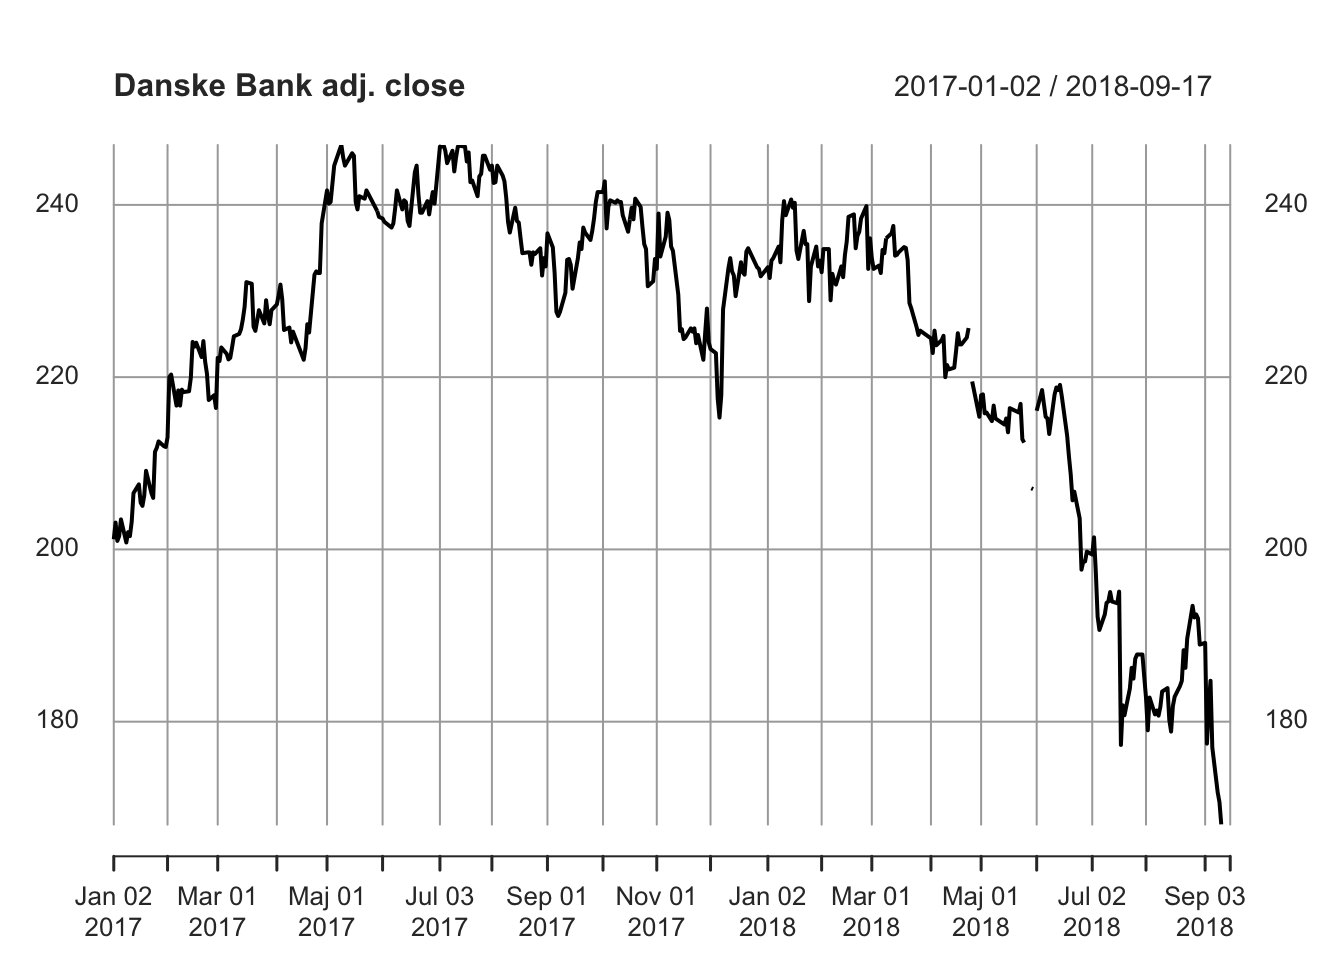 Danske Bank adj. close 2017-01-02 / 2018-09-17
240 240
220 220
200 200
180 180
Jan 02 Mar 01 Maj 01 Jul 03 Sep 01 Nov 01 Jan 02 Mar 01 Maj 01 Jul 02 Sep 03
2017 2017 2017 2017 2017 2017 2018 2018 2018 2018 2018